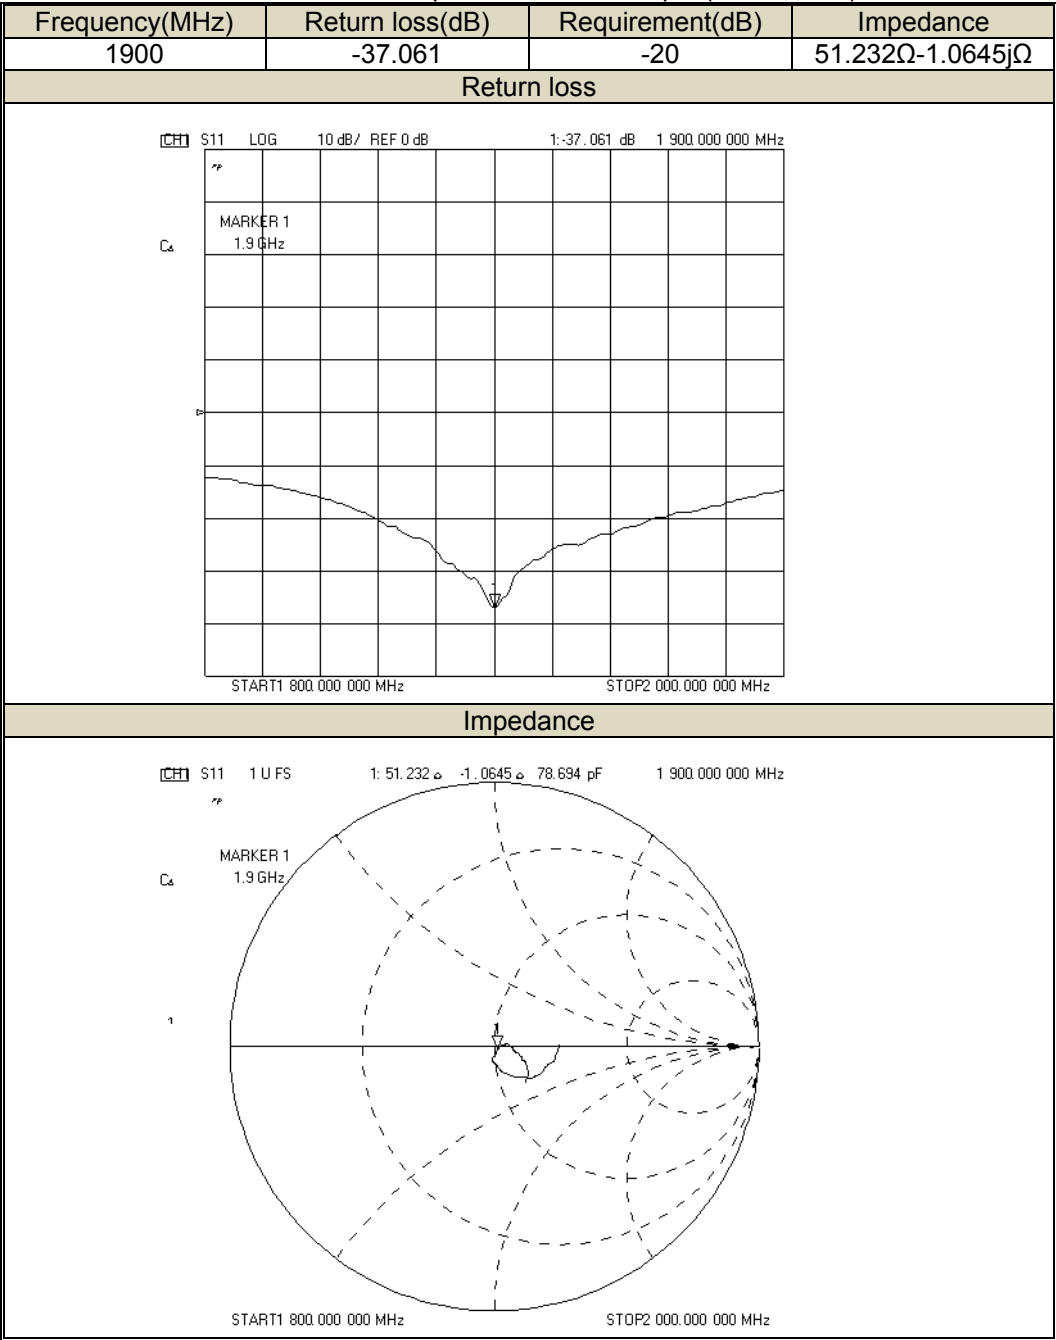 Frequency(MHz) Return loss(dB) Requirement(dB) Impedance
1900 -37.061 -20 51.232Ω-1.0645jΩ
Return loss
CH1 S11 LOG 10 dB/ REF 0 dB 1:-37.061 dB 1 900.000 000 MHz
MARKER 1
1.9 GHz
START1 800.000 000 MHz STOP2 000.000 000 MHz
Impedance
CH1 S11 1 U FS 1: 51.232 -1.0645 78.694 pF 1 900.000 000 MHz
MARKER 1
1.9 GHz
1
START1 800.000 000 MHz STOP2 000.000 000 MHz